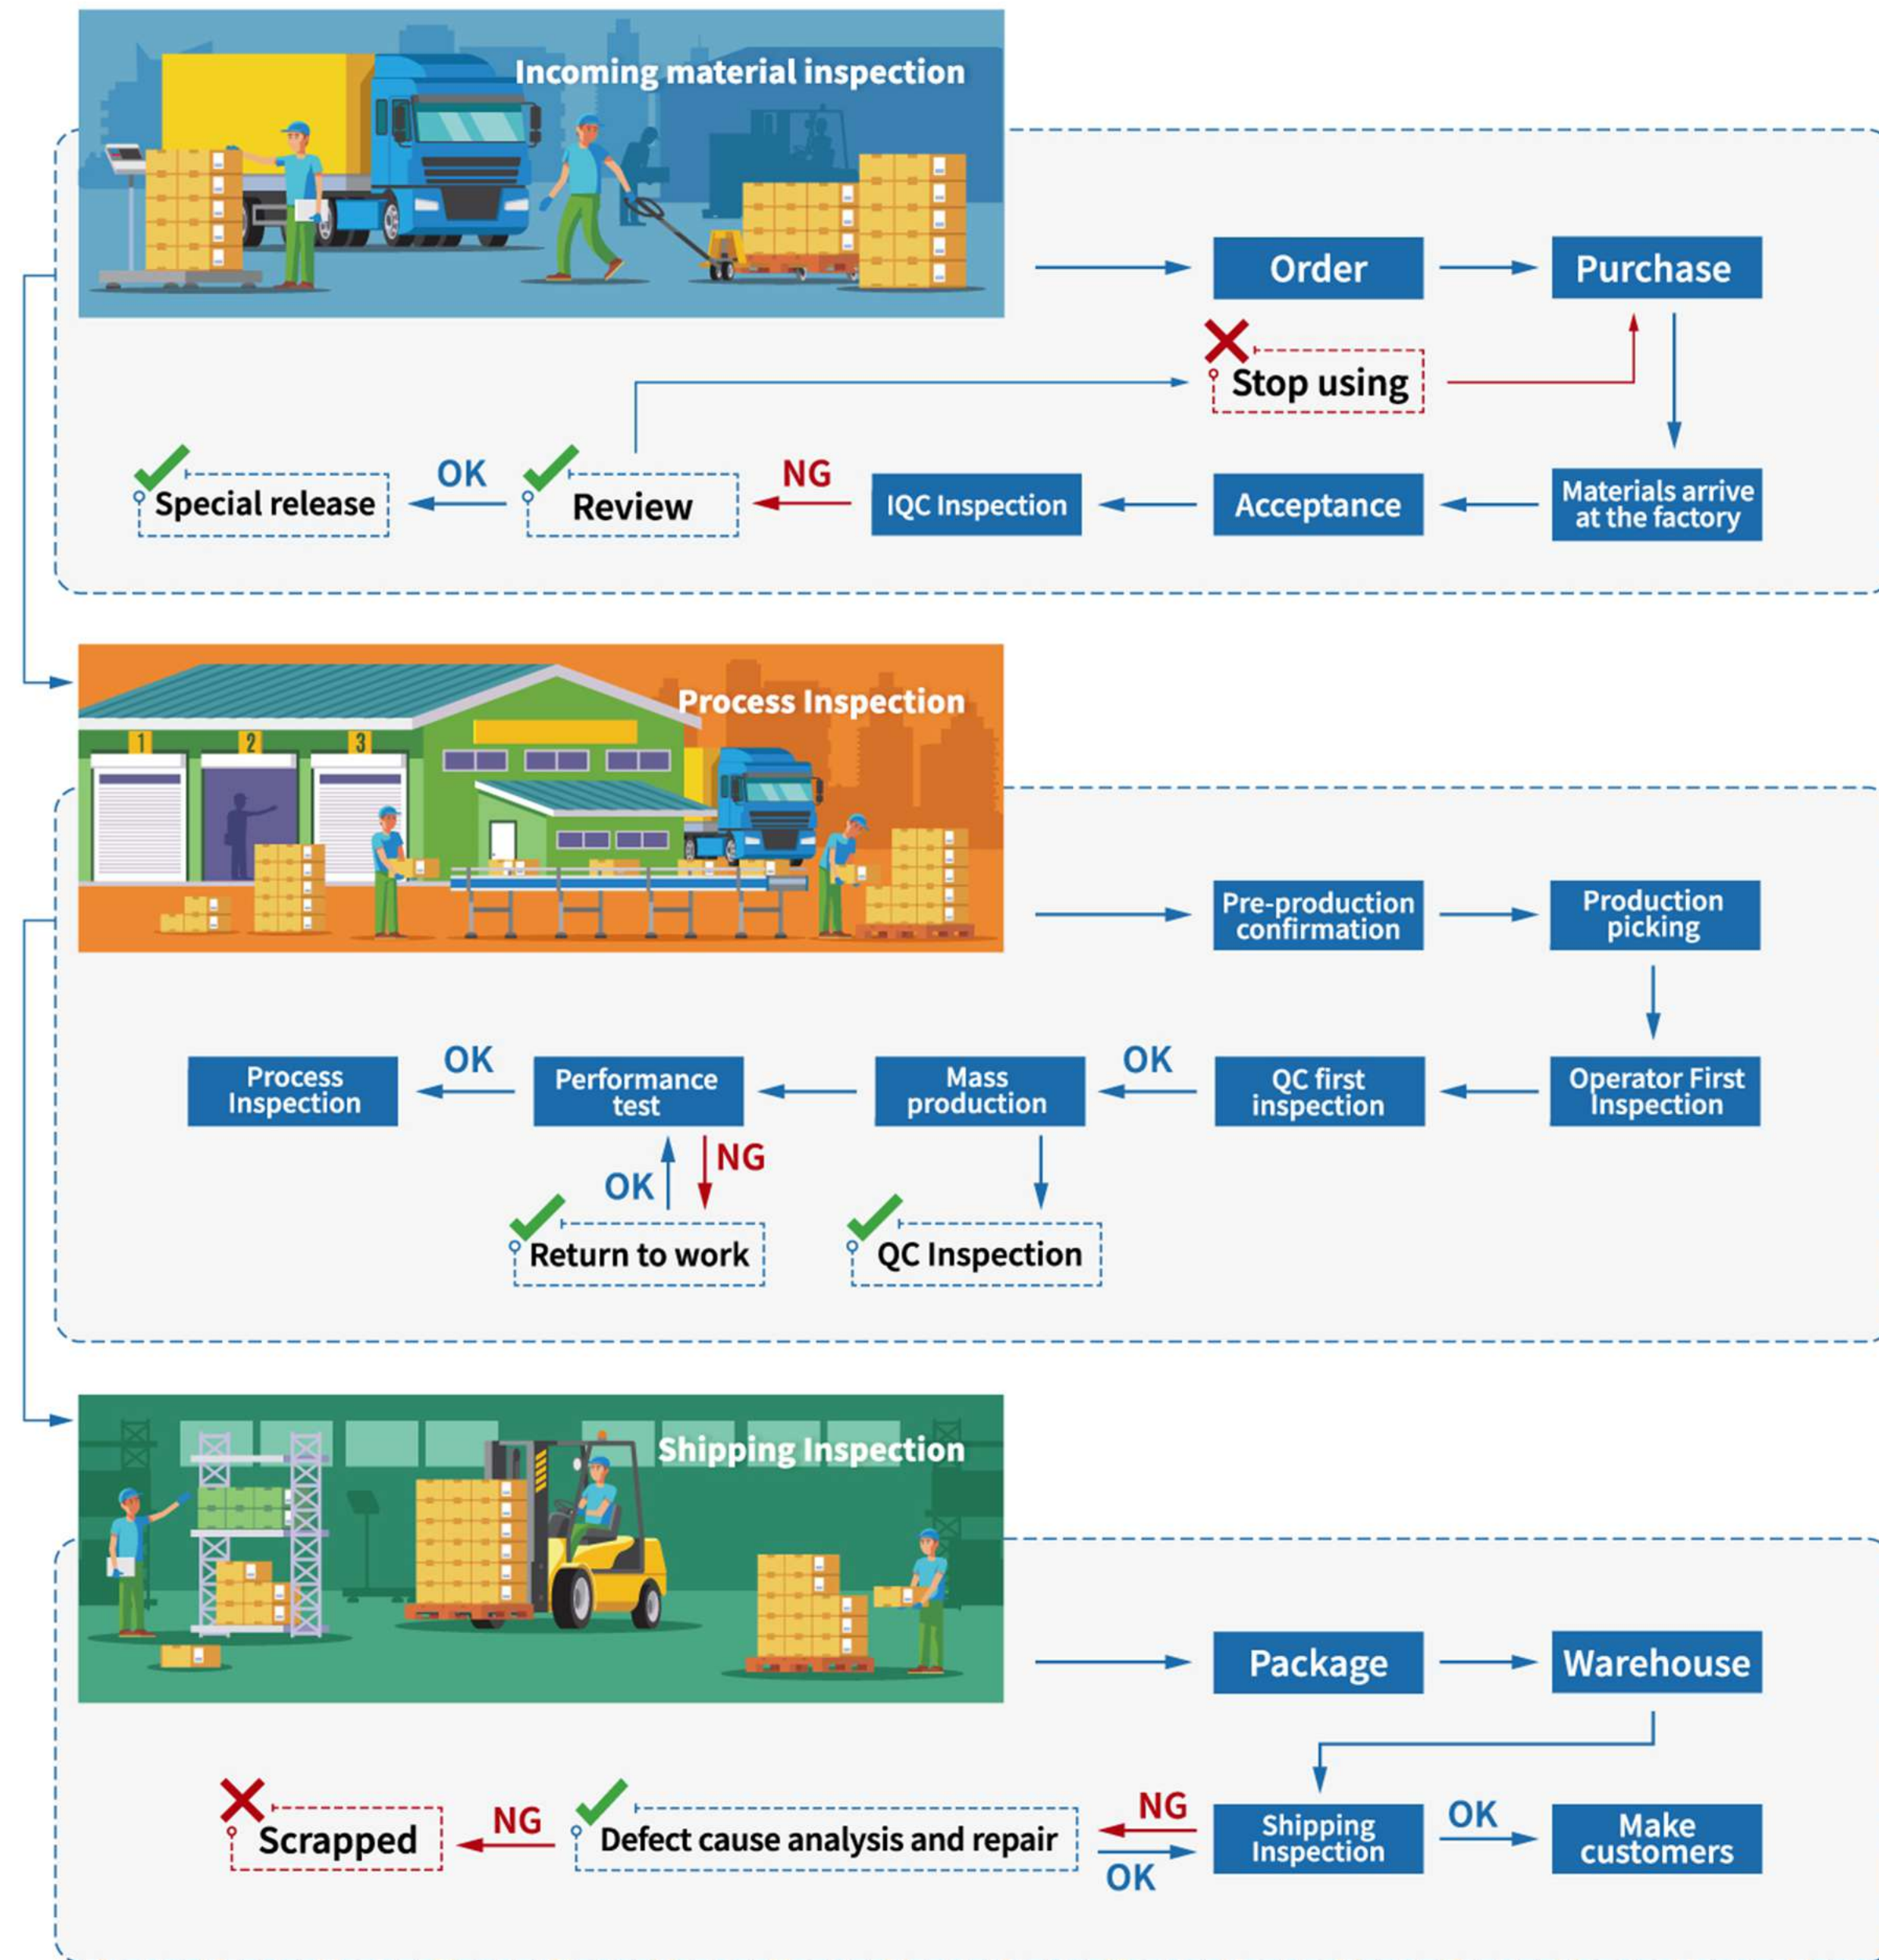 Incoming material inspection
Order
Purchase
Stop using
Special release
OK
Review
NG
IQC Inspection
Acceptance
Materials arrive
at the factory
Process Inspection
1
2
3
Pre-production
confirmation
Production
picking
Process
Inspection
OK
Performance
test
Mass
production
OK
QC first
inspection
Operator First
Inspection
OK
NG
Return to work
QC Inspection
Shipping Inspection
Package
Warehouse
Scrapped
NG
Defect cause analysis and repair
NG
OK
Shipping
Inspection
OK
Make
customers